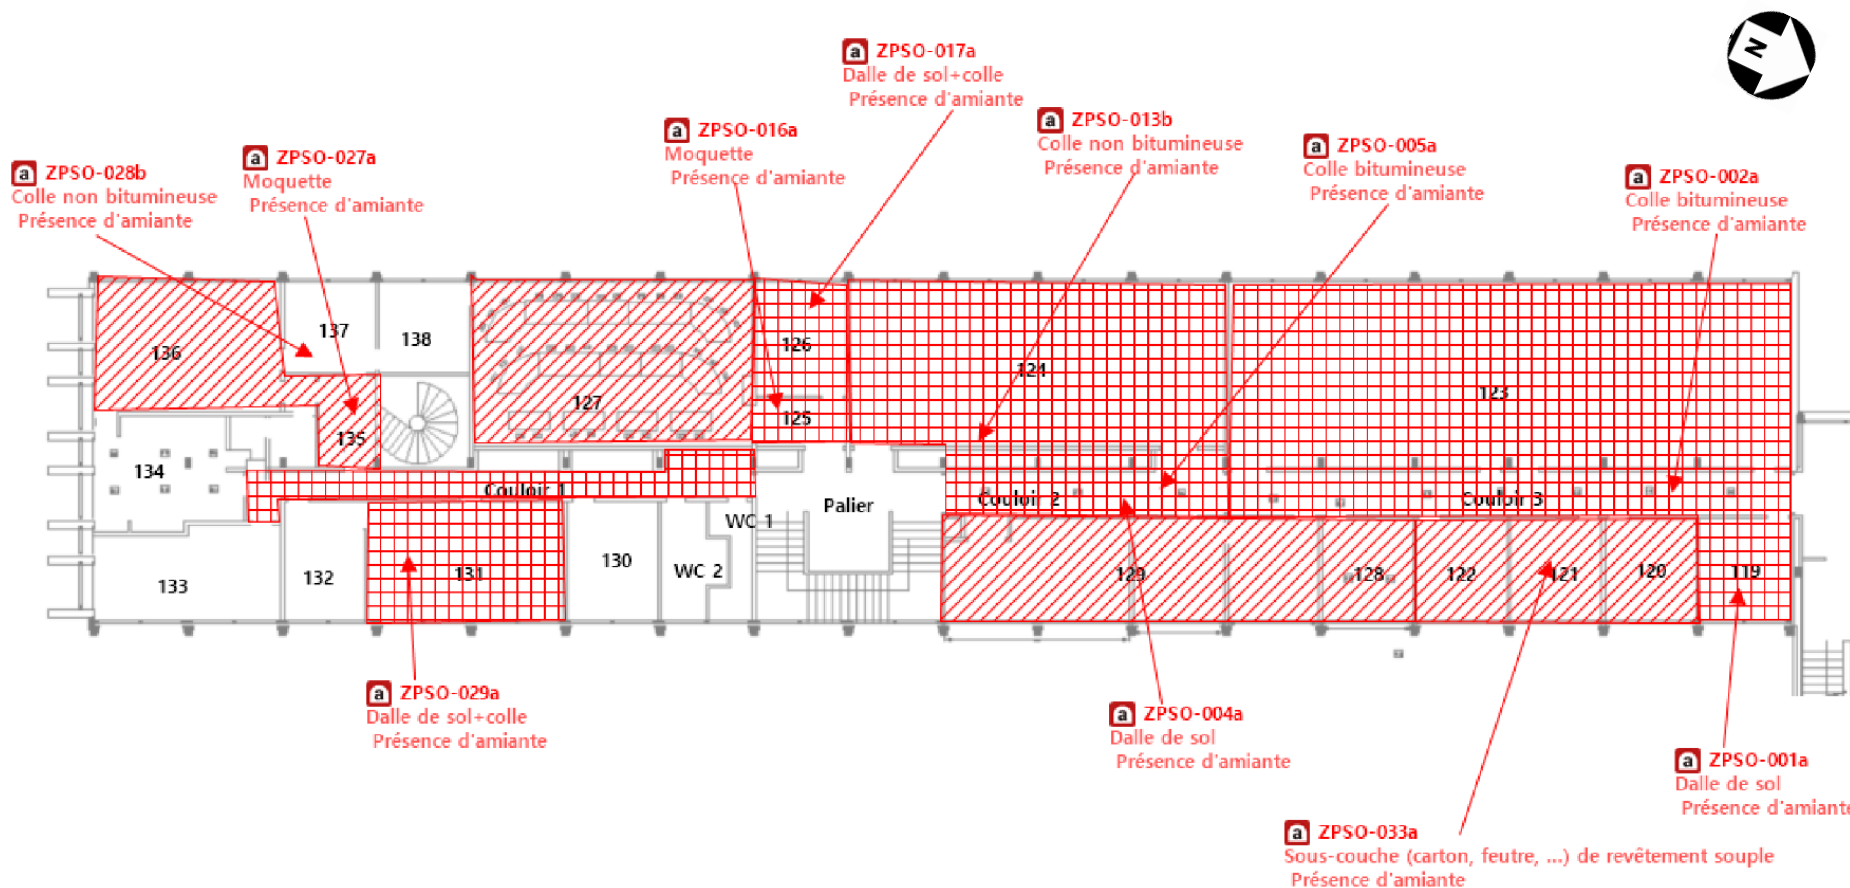 N
a ZPSO-017a
Dalle de sol+colle
Présence d'amiante
a ZPSO-016a
Moquette
Présence d'amiante
a ZPSO-013b
Colle non bitumineuse
Présence d'amiante
a ZPSO-005a
Colle bitumineuse
Présence d'amiante
a ZPSO-002a
Colle bitumineuse
Présence d'amiante
a ZPSO-027a
Moquette
Présence d'amiante
a ZPSO-028b
Colle non bitumineuse
Présence d'amiante
137
138
136
126
124
123
127
125
135
134
Couloir 1
Palier
Couloir 2
Couloir 3
WC 1
133
132
131
130
WC 2
129
128
122
121
120
119
a ZPSO-029a
Dalle de sol+colle
Présence d'amiante
a ZPSO-004a
Dalle de sol
Présence d'amiante
a ZPSO-001a
Dalle de sol
Présence d'amiante
a ZPSO-033a
Sous-couche (carton, feutre, ...) de revêtement souple
Présence d'amiante